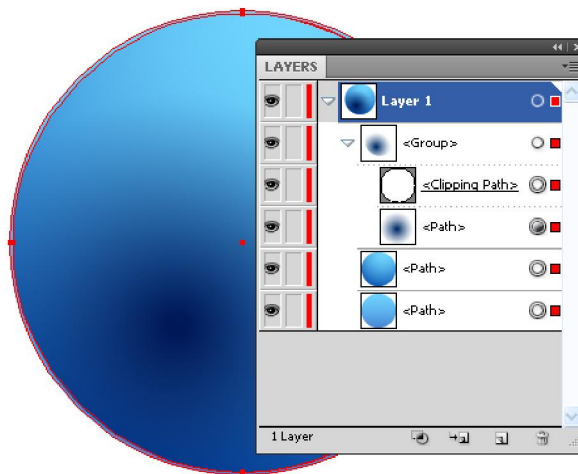 LAYERS
Layer 1
<Group>
<Clipping Path>
<Path>
<Path>
<Path>
1 Layer